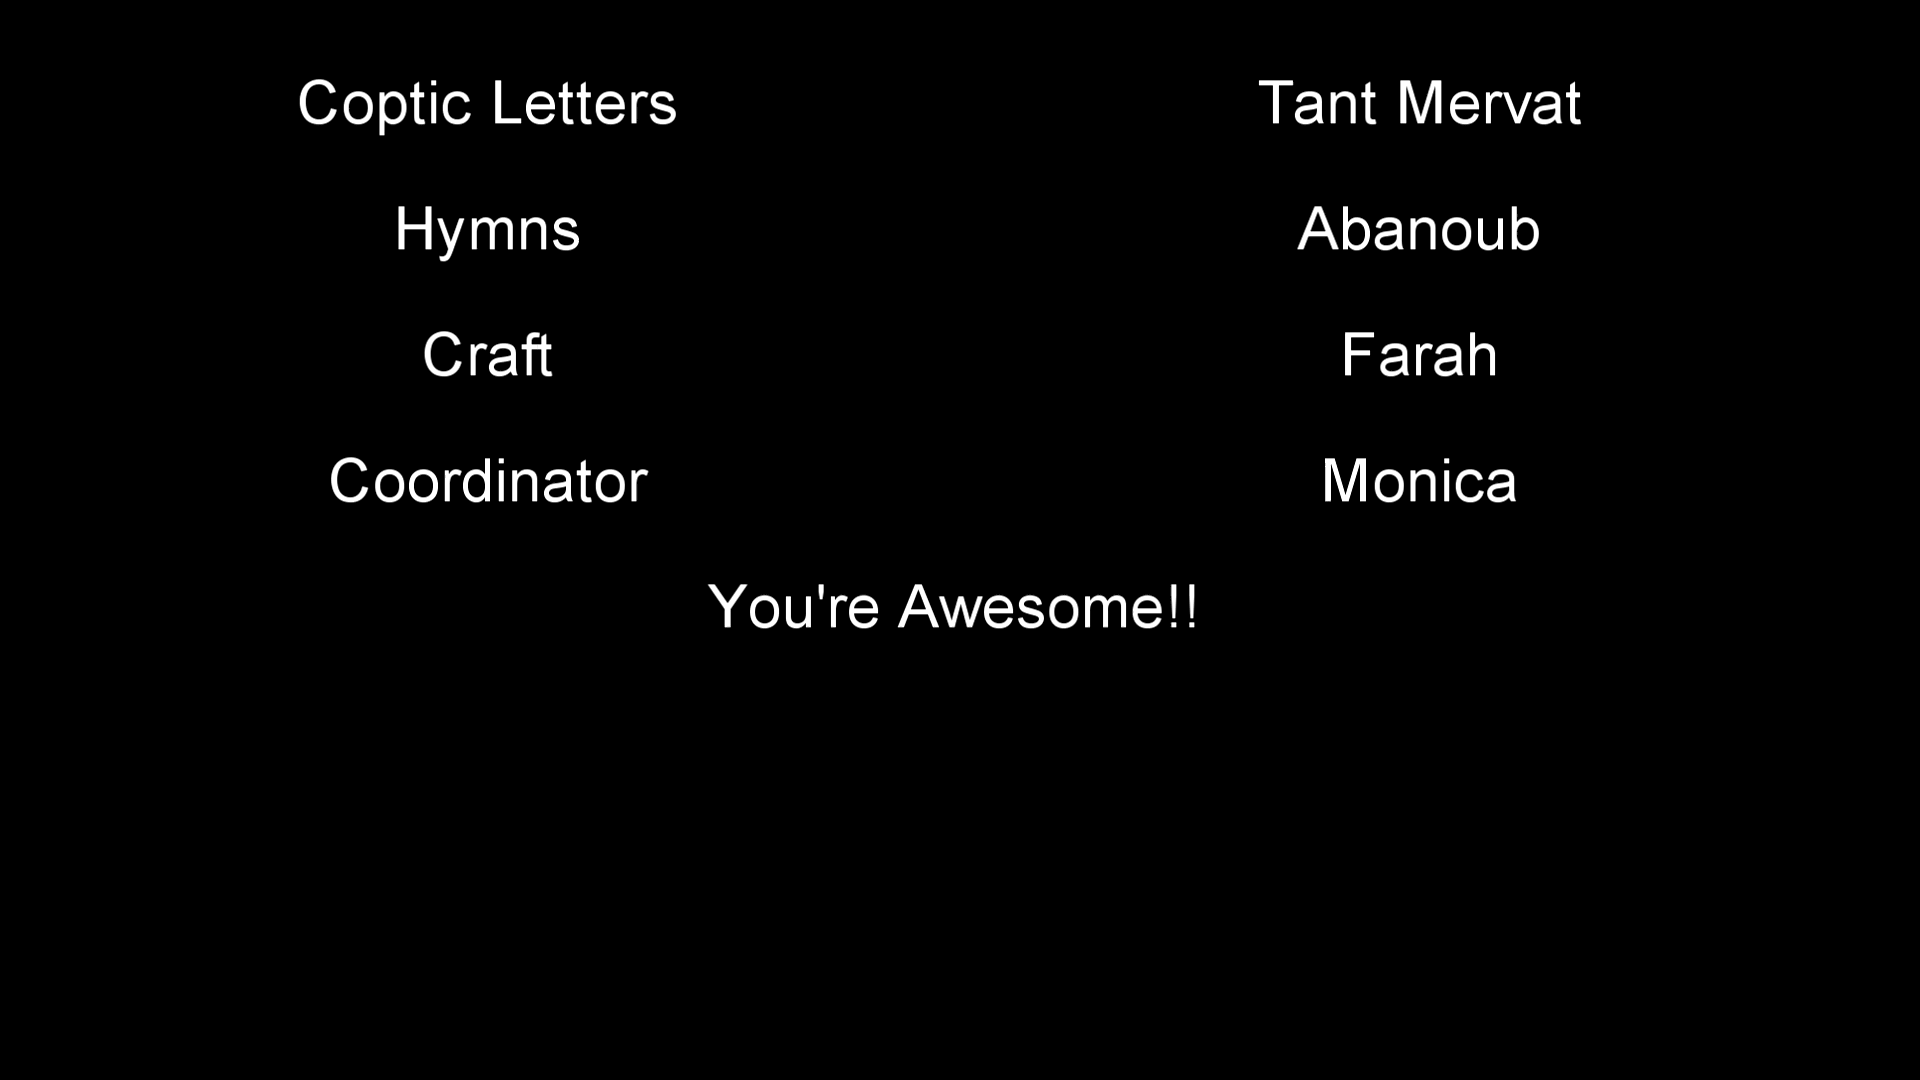 Coptic Letters Tant Mervat
Hymns Abanoub
Craft Farah
Coordinator Monica
You're Awesome!!